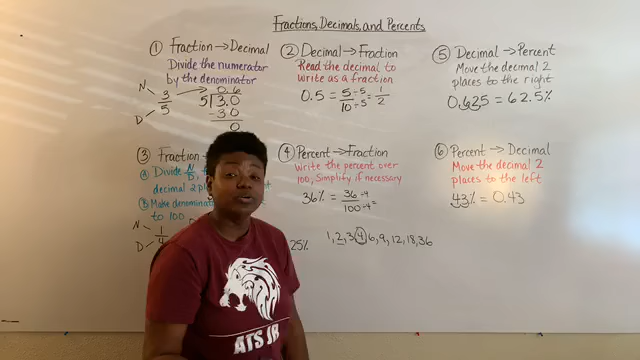 Fractions, Decimals, and Percents
① Fraction → Decimal
Divide the numerator
by the denominator
N
D
3/5
0.6
5)3.0
-30
0
② Decimal → Fraction
Read the decimal to
write as a fraction
0.5 = 5÷5/10÷5 = 1/2
⑤ Decimal → Percent
Move the decimal 2
places to the right
0.625 = 62.5%
③ Fraction
ⓐ Divide N/D,
decimal 2
ⓑ Make
to 100
N
D
1/4
25%
④ Percent → Fraction
Write the percent over
100, Simplify if necessary
36% = 36÷4/100÷4 =
1, 2, 3, 4, 6, 9, 12, 18, 36
⑥ Percent → Decimal
Move the decimal 2
places to the left
43% = 0.43
ATS JR